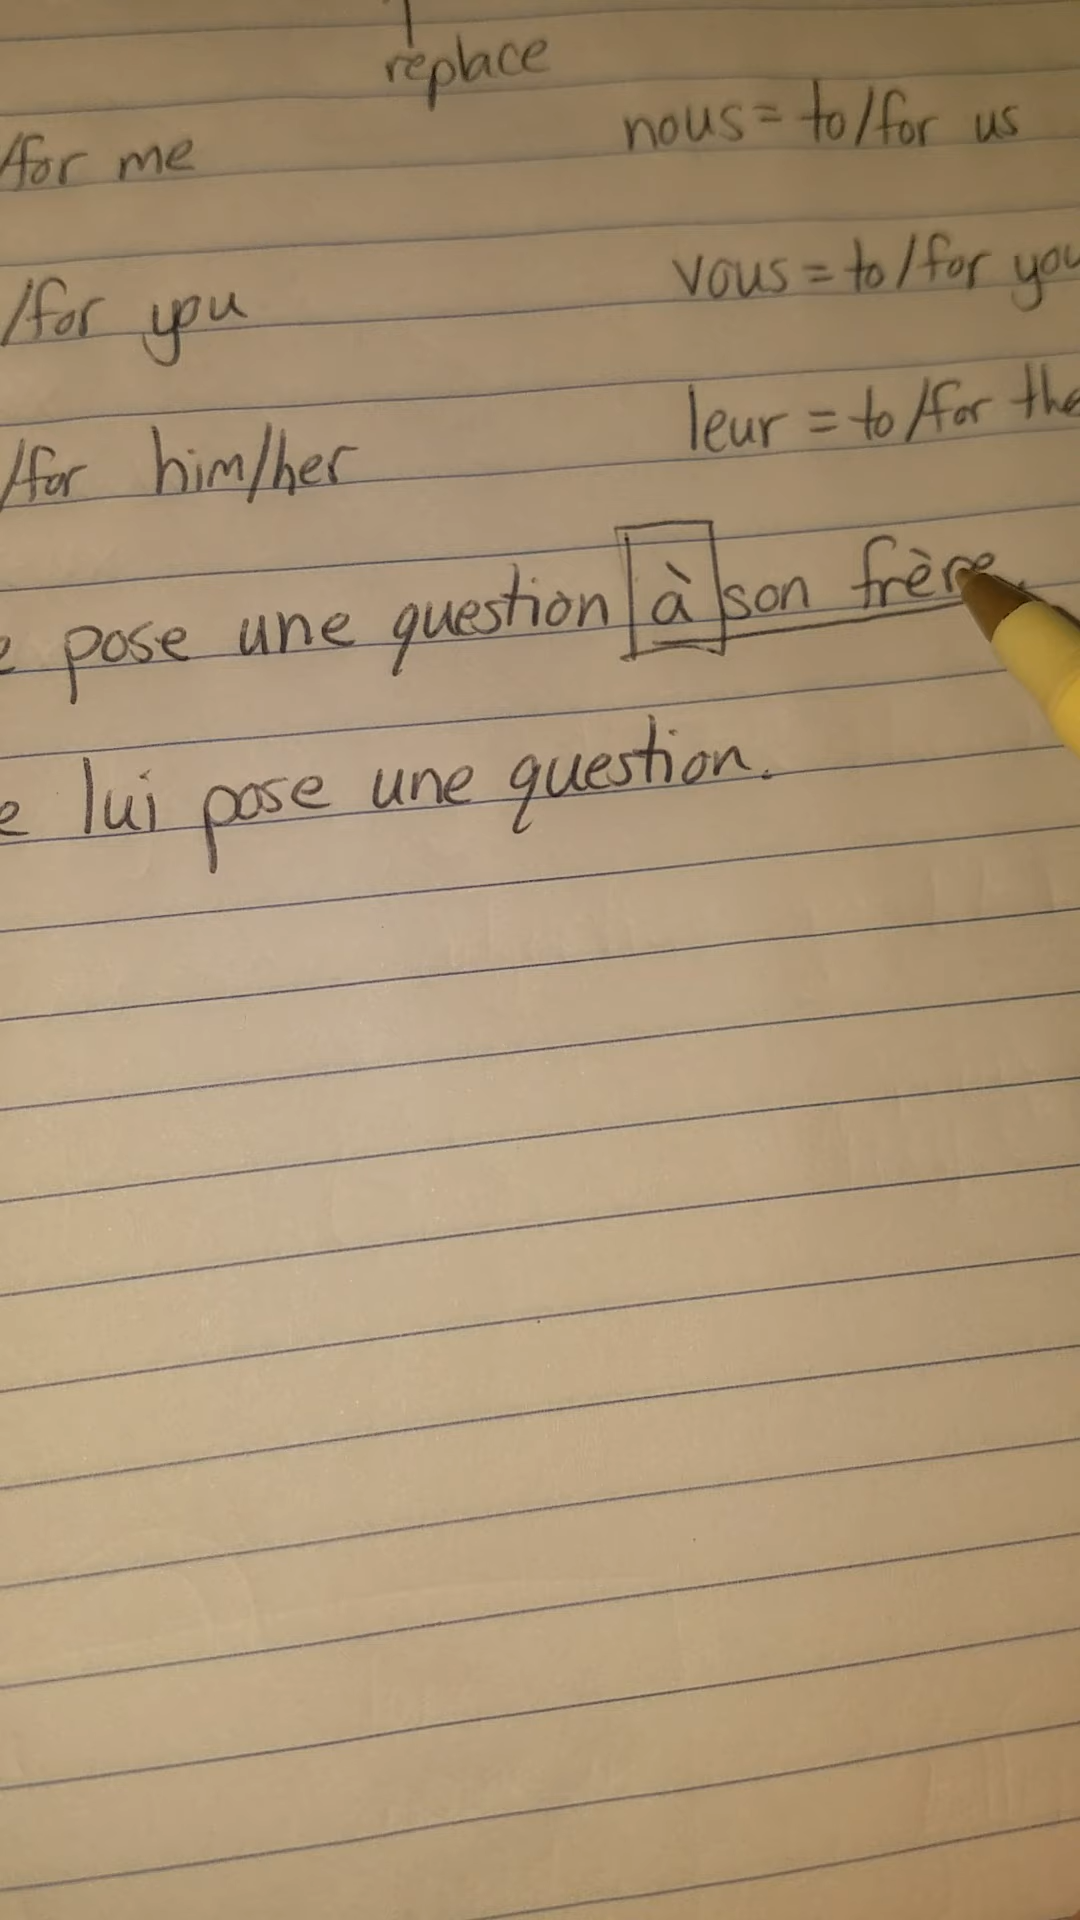 replace
/for me nous = to/for us
/for you vous = to/for you
/for him/her leur = to/for the
e pose une question à son frère.
e lui pose une question.